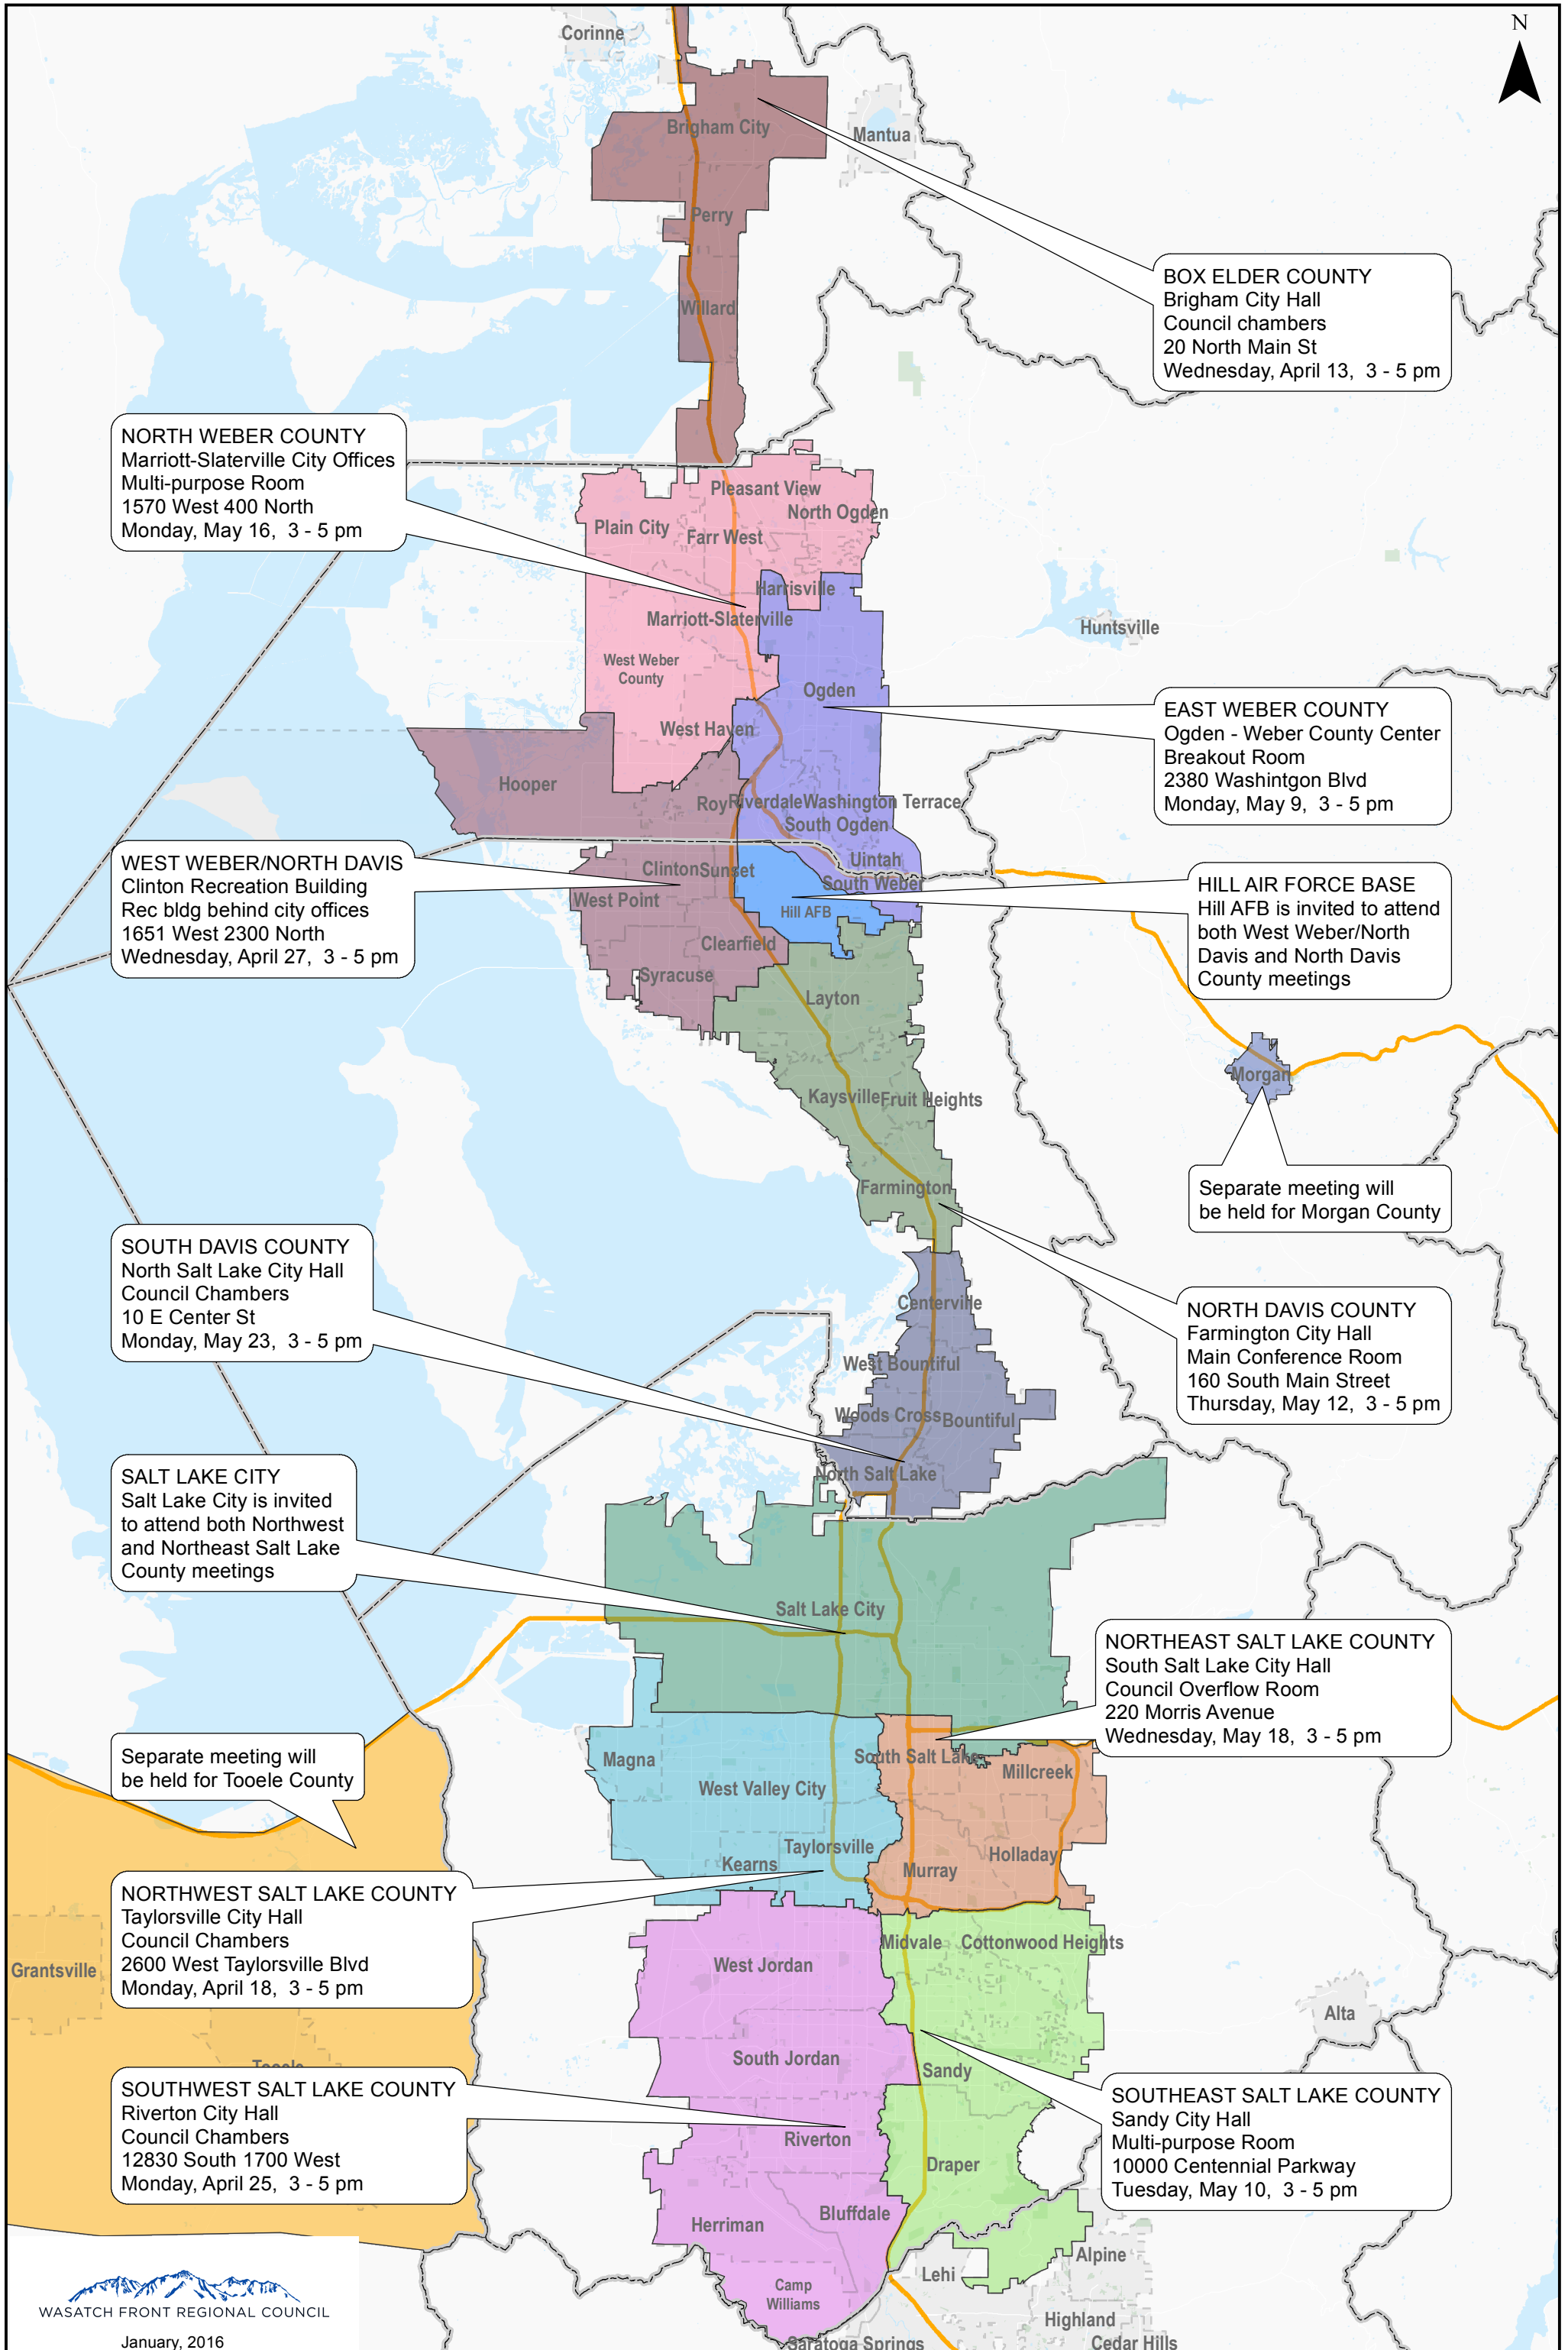 N
Corinne
Brigham City
Mantua
Perry
Willard
BOX ELDER COUNTY
Brigham City Hall
Council chambers
20 North Main St
Wednesday, April 13, 3 - 5 pm
NORTH WEBER COUNTY
Marriott-Slaterville City Offices
Multi-purpose Room
1570 West 400 North
Monday, May 16, 3 - 5 pm
Pleasant View
North Ogden
Plain City
Farr West
Harrisville
Marriott-Slaterville
Huntsville
West Weber
County
Ogden
West Haven
EAST WEBER COUNTY
Ogden - Weber County Center
Breakout Room
2380 Washintgon Blvd
Monday, May 9, 3 - 5 pm
Hooper
Roy
Riverdale
Washington Terrace
South Ogden
Uintah
South Weber
WEST WEBER/NORTH DAVIS
Clinton Recreation Building
Rec bldg behind city offices
1651 West 2300 North
Wednesday, April 27, 3 - 5 pm
Clinton
Sunset
West Point
Hill AFB
Clearfield
Syracuse
HILL AIR FORCE BASE
Hill AFB is invited to attend
both West Weber/North
Davis and North Davis
County meetings
Layton
Kaysville
Fruit Heights
Morgan
Separate meeting will
be held for Morgan County
Farmington
SOUTH DAVIS COUNTY
North Salt Lake City Hall
Council Chambers
10 E Center St
Monday, May 23, 3 - 5 pm
Centerville
West Bountiful
Woods Cross
Bountiful
North Salt Lake
NORTH DAVIS COUNTY
Farmington City Hall
Main Conference Room
160 South Main Street
Thursday, May 12, 3 - 5 pm
SALT LAKE CITY
Salt Lake City is invited
to attend both Northwest
and Northeast Salt Lake
County meetings
Salt Lake City
NORTHEAST SALT LAKE COUNTY
South Salt Lake City Hall
Council Overflow Room
220 Morris Avenue
Wednesday, May 18, 3 - 5 pm
Separate meeting will
be held for Tooele County
Magna
South Salt Lake
Millcreek
West Valley City
Taylorsville
Kearns
Murray
Holladay
NORTHWEST SALT LAKE COUNTY
Taylorsville City Hall
Council Chambers
2600 West Taylorsville Blvd
Monday, April 18, 3 - 5 pm
Grantsville
Midvale
Cottonwood Heights
West Jordan
Alta
Tooele
South Jordan
Sandy
SOUTHWEST SALT LAKE COUNTY
Riverton City Hall
Council Chambers
12830 South 1700 West
Monday, April 25, 3 - 5 pm
SOUTHEAST SALT LAKE COUNTY
Sandy City Hall
Multi-purpose Room
10000 Centennial Parkway
Tuesday, May 10, 3 - 5 pm
Riverton
Draper
Bluffdale
Herriman
Alpine
Lehi
Camp
Williams
Highland
Saratoga Springs
Cedar Hills
WASATCH FRONT REGIONAL COUNCIL
January, 2016